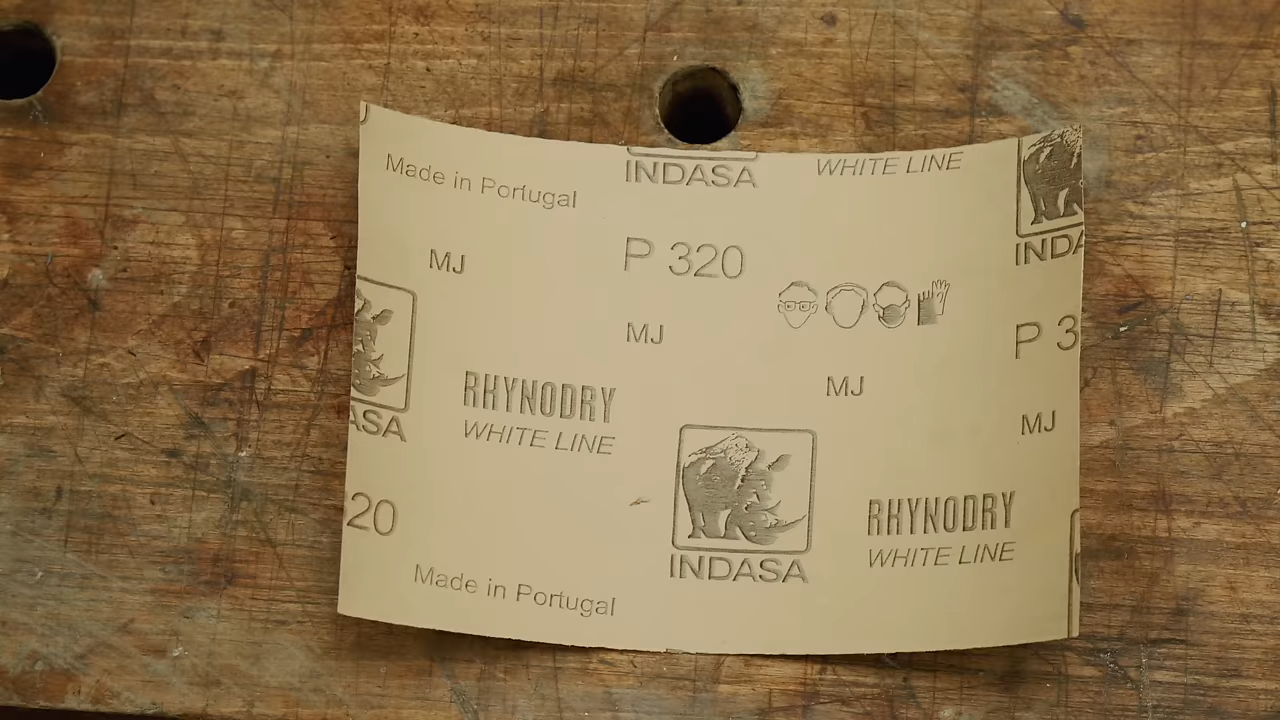 Made in Portugal
INDASA
WHITE LINE
INDA
MJ
P 320
P 3
MJ
MJ
MJ
ASA
RHYNODRY
WHITE LINE
INDASA
RHYNODRY
WHITE LINE
20
Made in Portugal